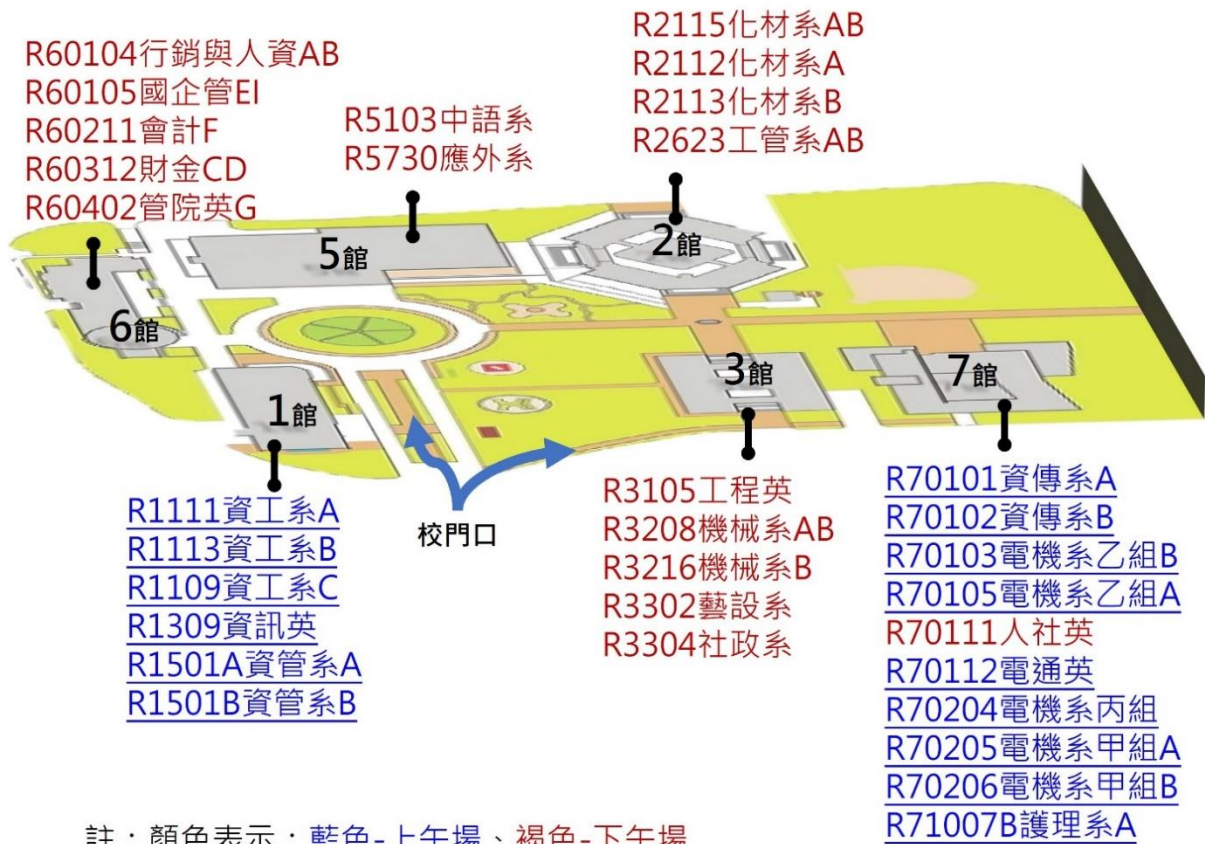 R60104行銷與人資AB
R60105國企管EI
R60211會計F
R60312財金CD
R60402管院英G
R5103中語系
R5730應外系
R2115化材系AB
R2112化材系A
R2113化材系B
R2623工管系AB
5館
2館
6館
3館
7館
1館
校門口
R1111資工系A
R1113資工系B
R1109資工系C
R1309資訊英
R1501A資管系A
R1501B資管系B
R3105工程英
R3208機械系AB
R3216機械系B
R3302藝設系
R3304社政系
R70101資傳系A
R70102資傳系B
R70103電機系乙組B
R70105電機系乙組A
R70111人社英
R70112電通英
R70204電機系丙組
R70205電機系甲組A
R70206電機系甲組B
R71007B護理系A
註：顏色表示：藍色-上午場、褐色-下午場